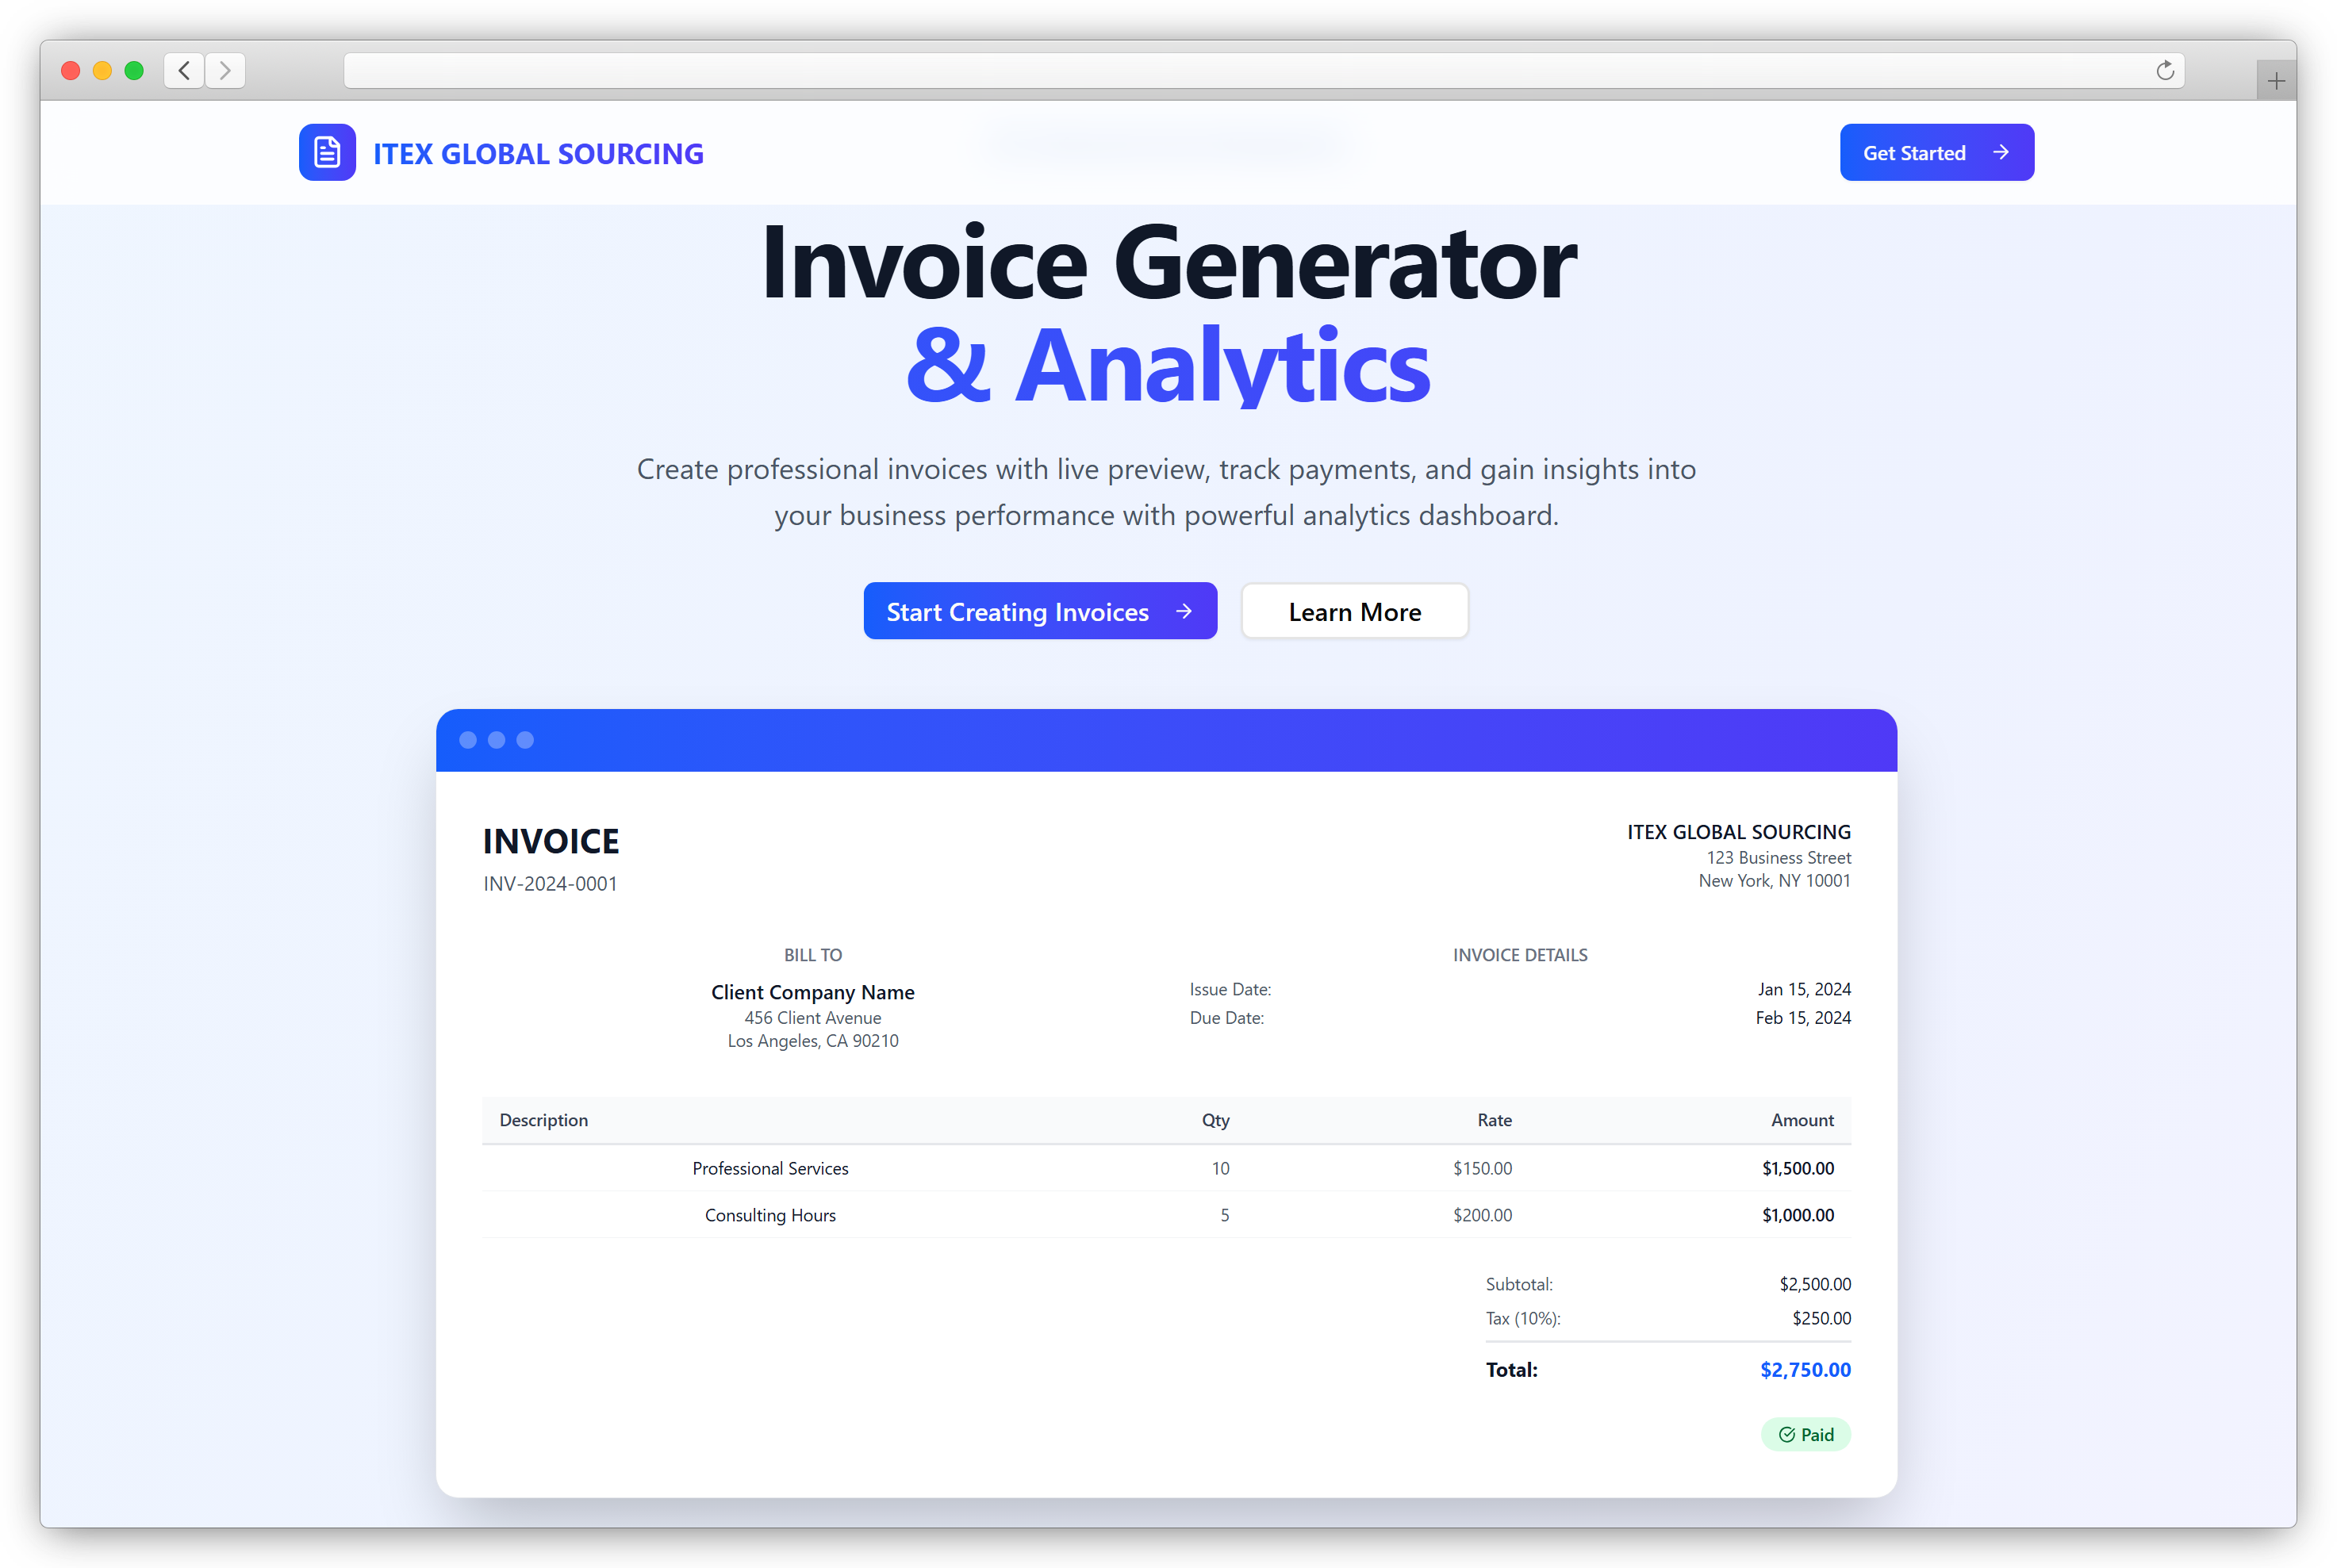 ITEX GLOBAL SOURCING
Get Started
Invoice Generator
& Analytics
Create professional invoices with live preview, track payments, and gain insights into
your business performance with powerful analytics dashboard.
Start Creating Invoices
Learn More
INVOICE
INV-2024-0001
ITEX GLOBAL SOURCING
123 Business Street
New York, NY 10001
BILL TO
Client Company Name
456 Client Avenue
Los Angeles, CA 90210
INVOICE DETAILS
Issue Date: Jan 15, 2024
Due Date: Feb 15, 2024
Description Qty Rate Amount
Professional Services 10 $150.00 $1,500.00
Consulting Hours 5 $200.00 $1,000.00
Subtotal: $2,500.00
Tax (10%): $250.00
Total: $2,750.00
Paid